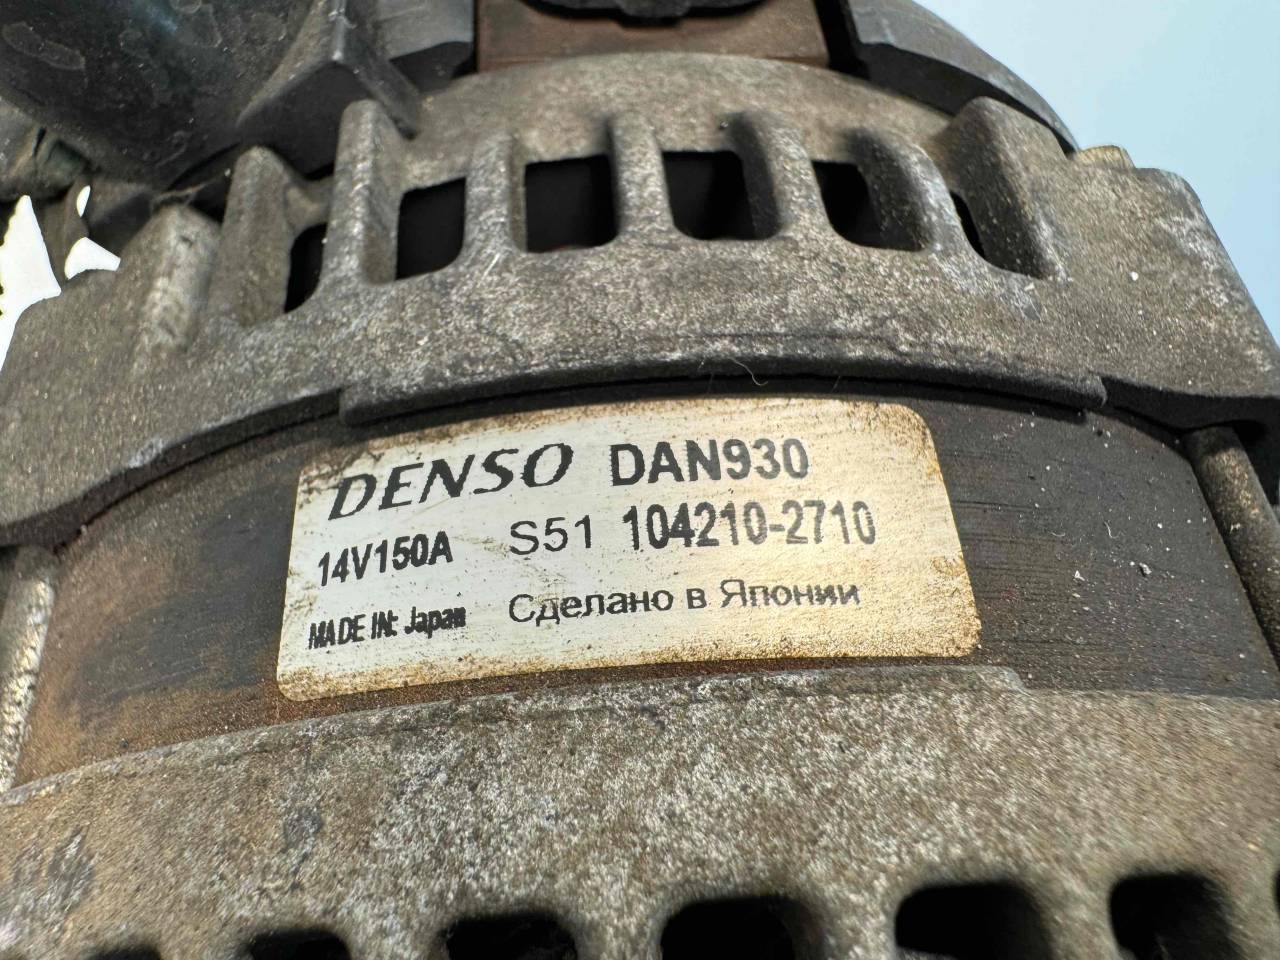 DENSO DAN930
14V150A S51 104210-2710
MADE IN: Japan Сделано в Японии